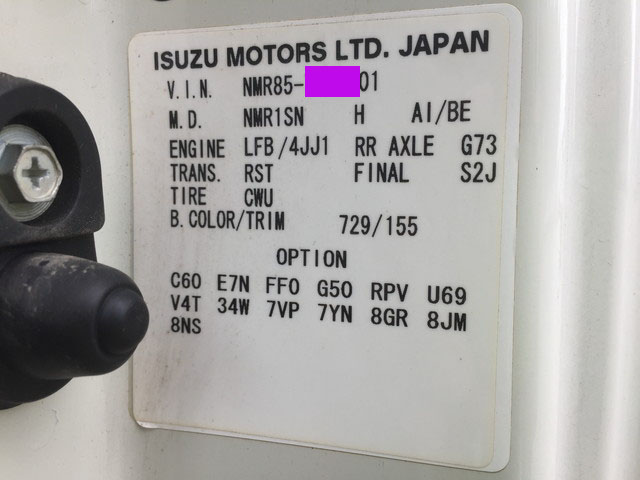 ISUZU MOTORS LTD. JAPAN
V.I.N. NMR85- 01
M.D. NMR1SN H AI/BE
ENGINE LFB/4JJ1 RR AXLE G73
TRANS. RST FINAL S2J
TIRE CWU
B.COLOR/TRIM 729/155
OPTION
C60 E7N FF0 G50 RPV U69
V4T 34W 7VP 7YN 8GR 8JM
8NS